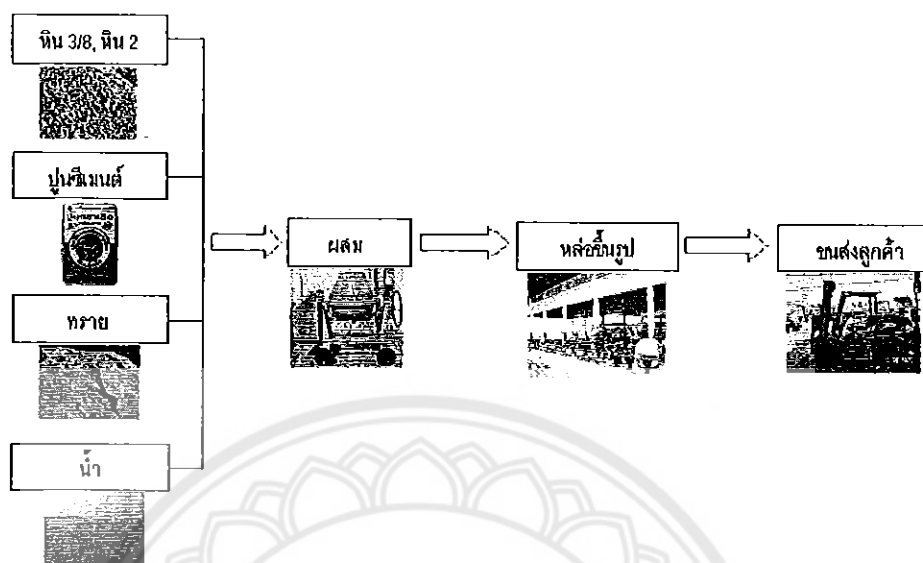 หิน 3/8, หิน 2
ปูนซีเมนต์
ทราย
น้ำ
ผสม
หล่อขึ้นรูป
ขนส่งลูกค้า